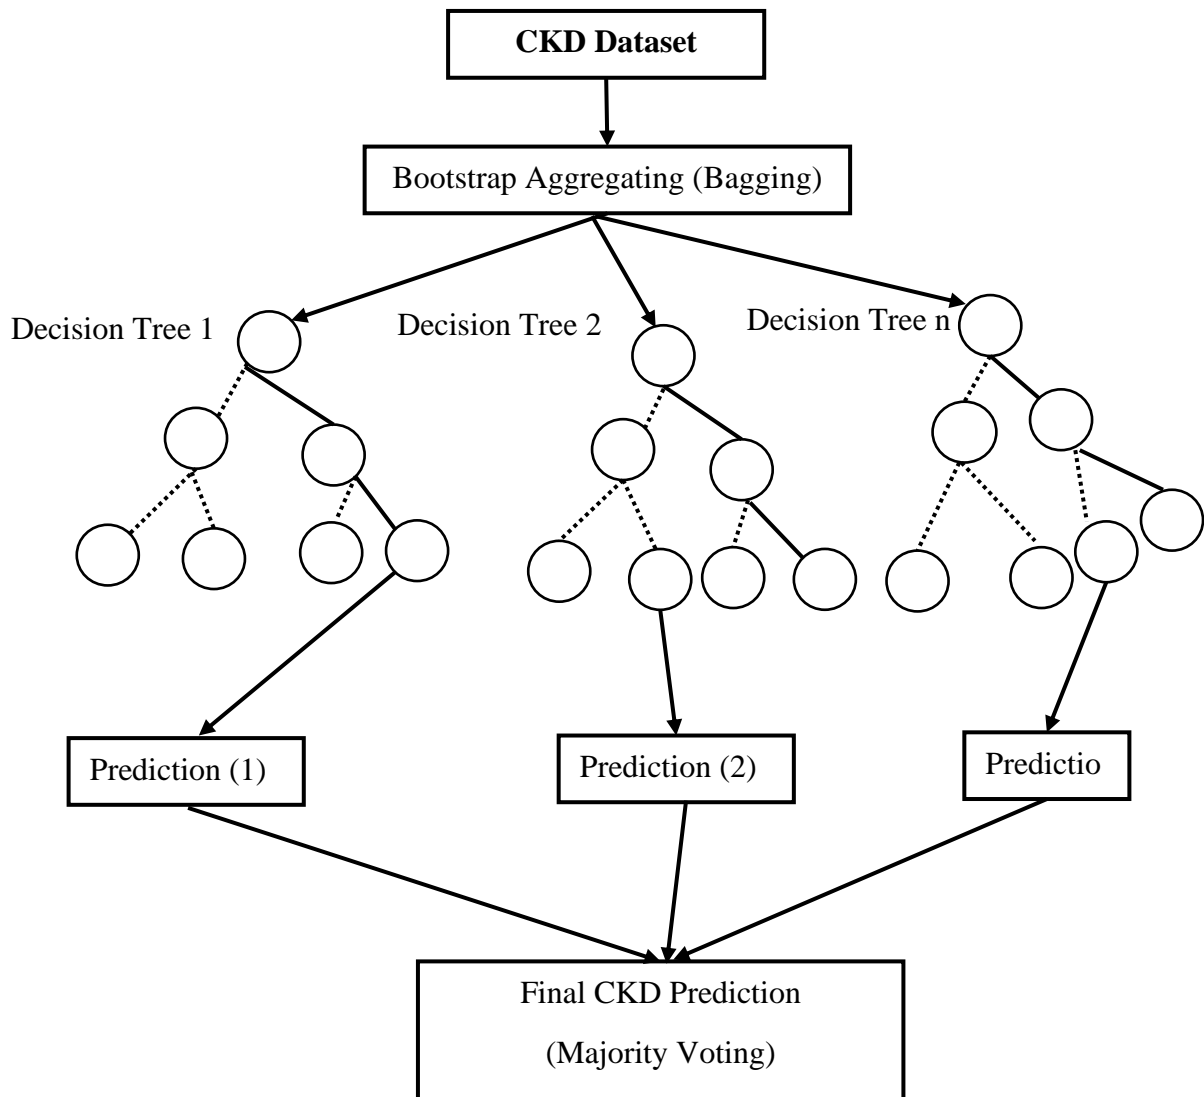 CKD Dataset
Bootstrap Aggregating (Bagging)
Decision Tree 1
Decision Tree 2
Decision Tree n
Prediction (1)
Prediction (2)
Predictio
Final CKD Prediction
(Majority Voting)